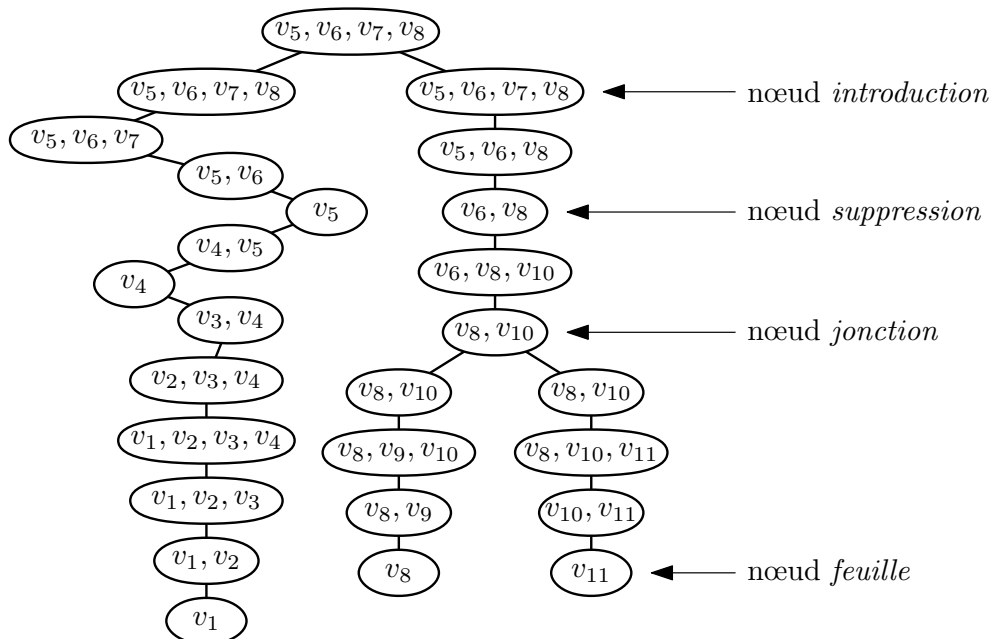 v₅, v₆, v₇, v₈
v₅, v₆, v₇, v₈
v₅, v₆, v₇, v₈
nœud introduction
v₅, v₆, v₇
v₅, v₆, v₈
v₅, v₆
v₅
v₆, v₈
nœud suppression
v₄, v₅
v₄
v₆, v₈, v₁₀
v₃, v₄
v₈, v₁₀
nœud jonction
v₂, v₃, v₄
v₈, v₁₀
v₈, v₁₀
v₁, v₂, v₃, v₄
v₈, v₉, v₁₀
v₈, v₁₀, v₁₁
v₁, v₂, v₃
v₈, v₉
v₁₀, v₁₁
v₁, v₂
v₈
v₁₁
nœud feuille
v₁